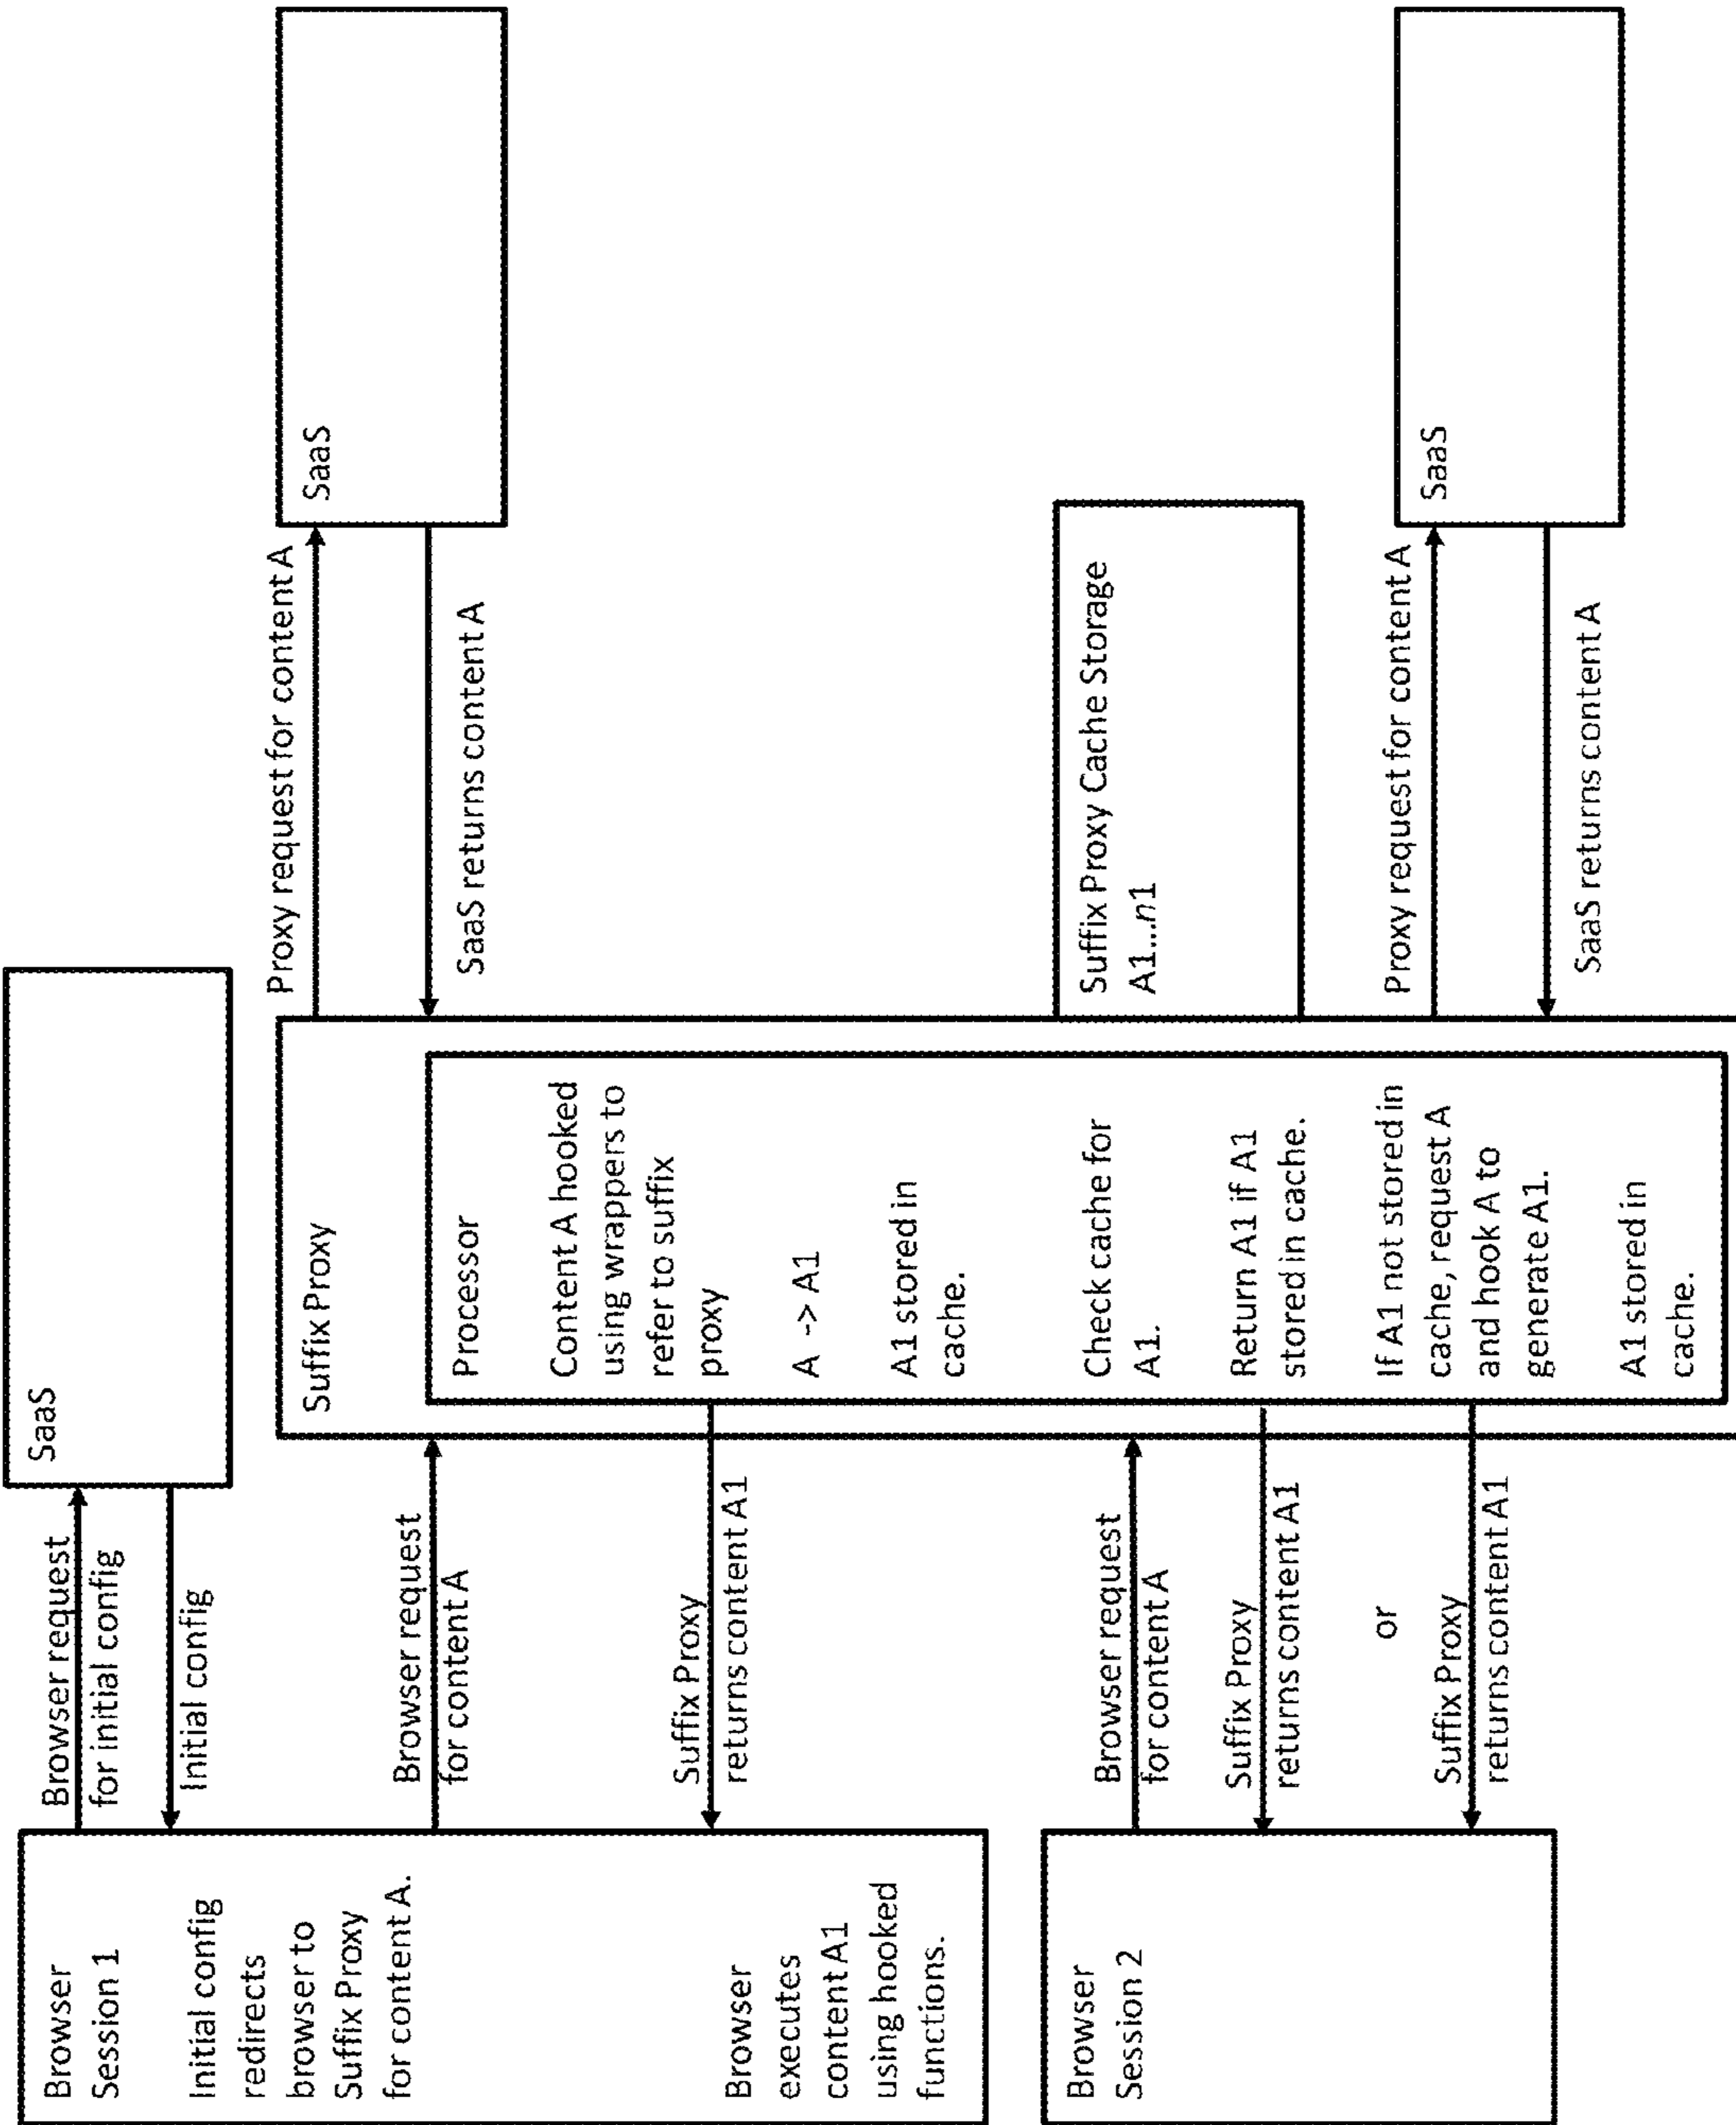 Browser
Session 1
Initial config
redirects
browser to
Suffix Proxy
for content A.
Browser
executes
content A1
using hooked
functions.
Browser request
for initial config
Initial config
SaaS
Browser request
for content A
Suffix Proxy
returns content A1
Suffix Proxy
Processor
Content A hooked
using wrappers to
refer to suffix
proxy
A -> A1
A1 stored in
cache.
Check cache for
A1.
Return A1 if A1
stored in cache.
If A1 not stored in
cache, request A
and hook A to
generate A1.
A1 stored in
cache.
Proxy request for content A
SaaS returns content A
SaaS
Suffix Proxy Cache Storage
A1...n1
Browser
Session 2
Browser request
for content A
Suffix Proxy
returns content A1
or
Suffix Proxy
returns content A1
Proxy request for content A
SaaS returns content A
SaaS